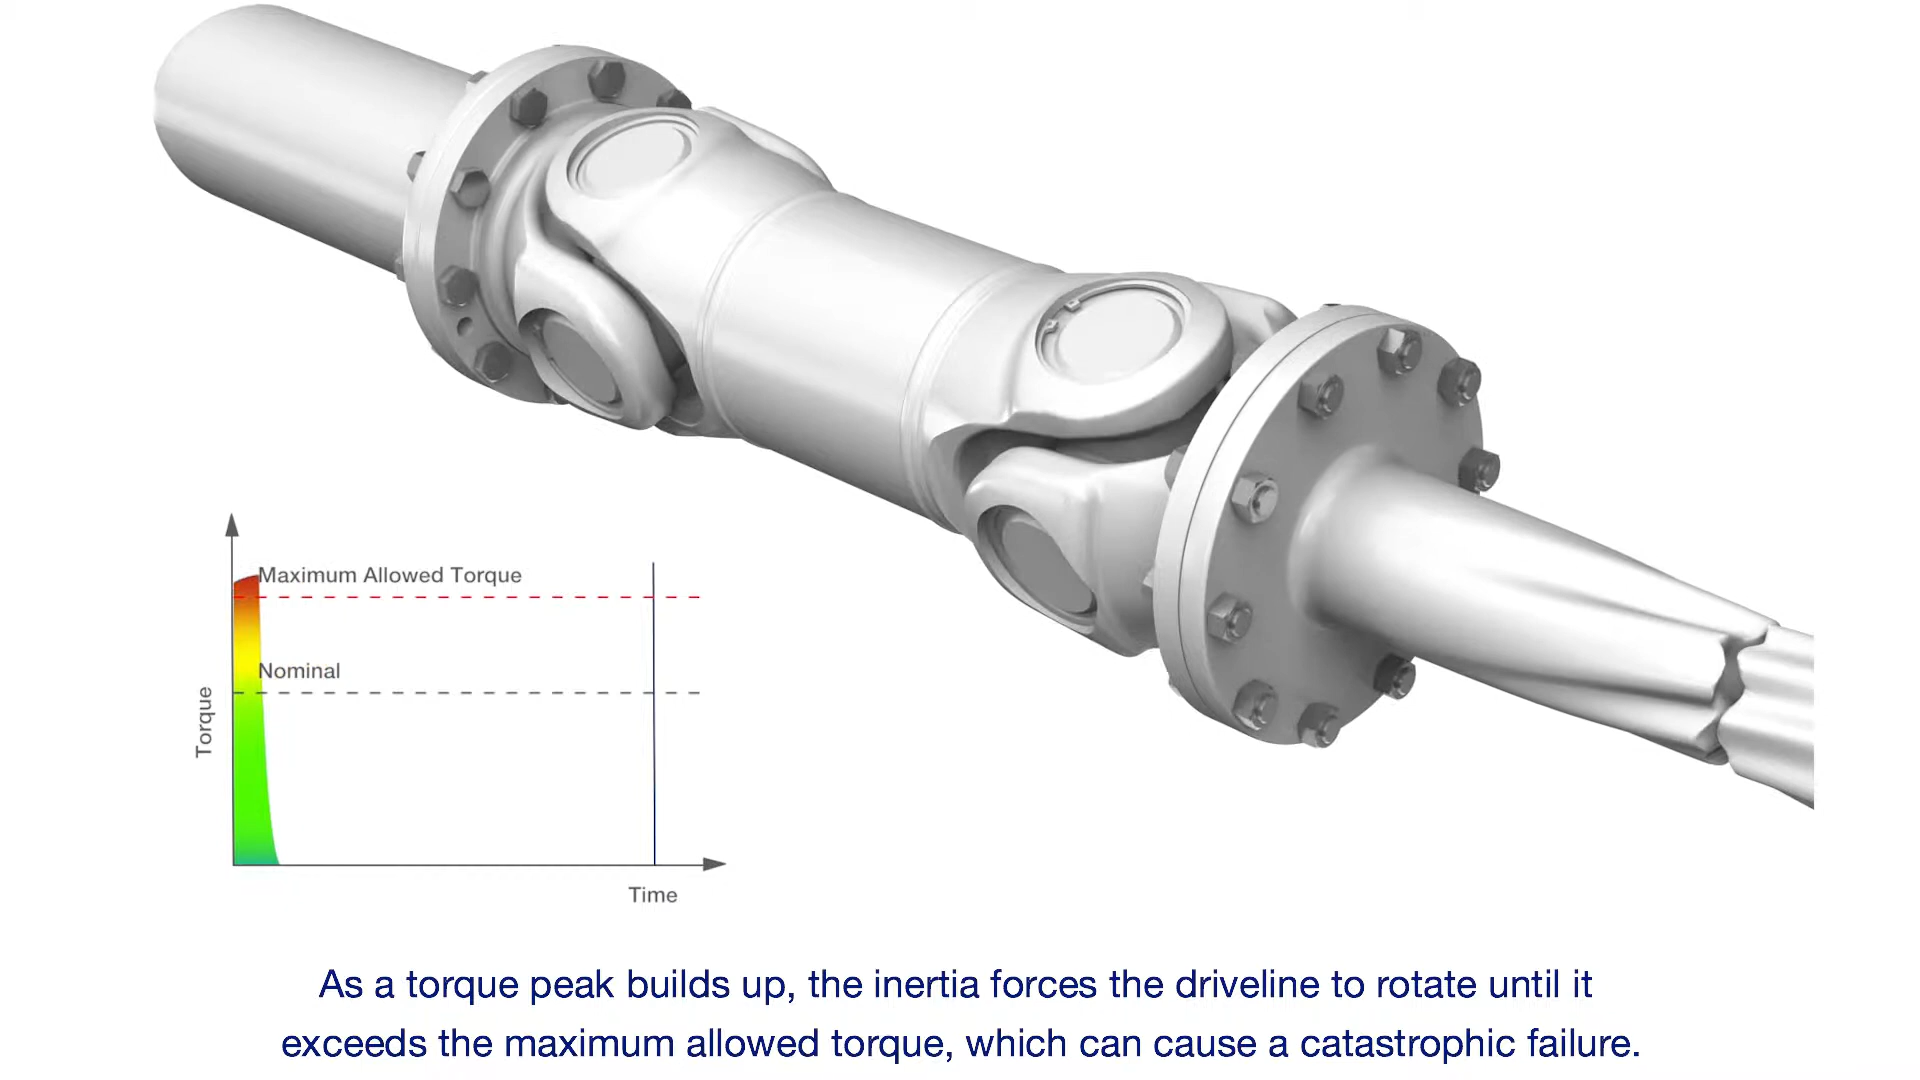 Maximum Allowed Torque
Nominal
Torque
Time
As a torque peak builds up, the inertia forces the driveline to rotate until it
exceeds the maximum allowed torque, which can cause a catastrophic failure.